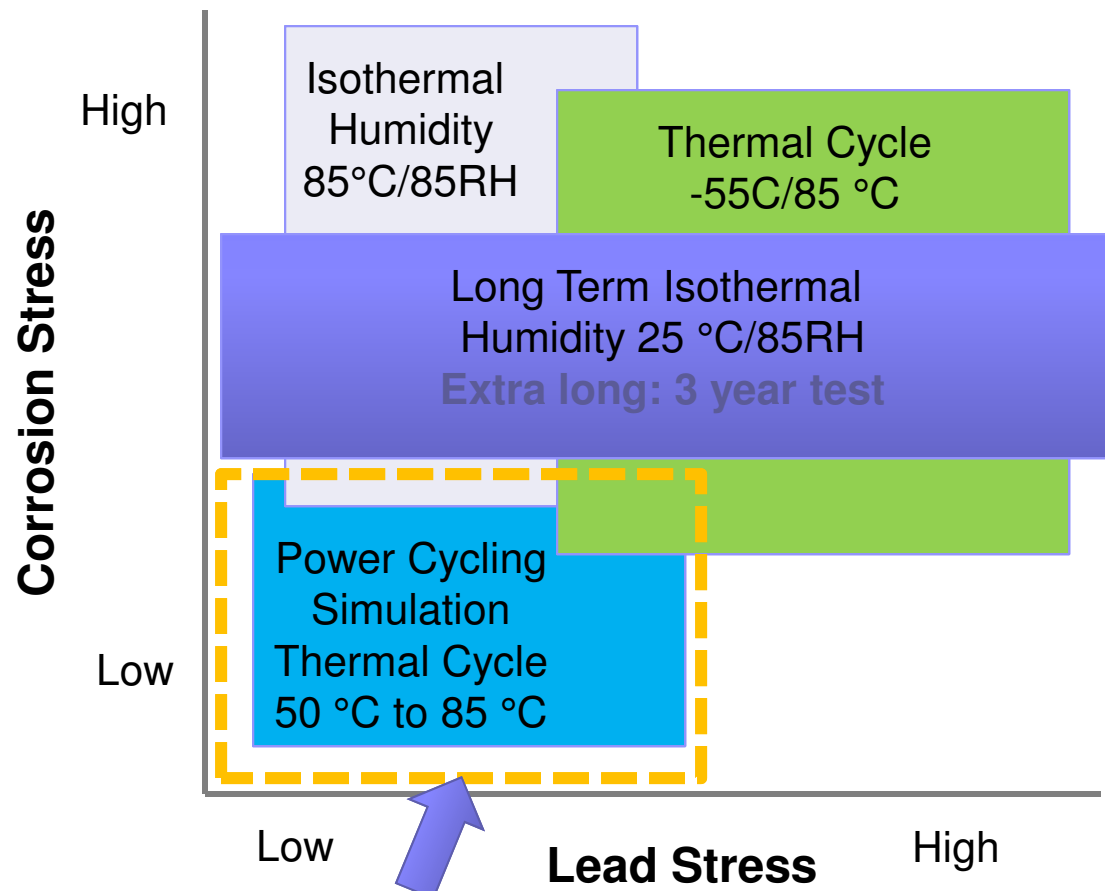 Corrosion Stress
High
Low
Isothermal
Humidity
85°C/85RH
Thermal Cycle
-55C/85 °C
Long Term Isothermal
Humidity 25 °C/85RH
Extra long: 3 year test
Power Cycling
Simulation
Thermal Cycle
50 °C to 85 °C
Low
Lead Stress
High